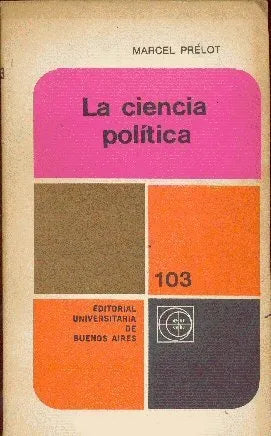 MARCEL PRÉLOT
La ciencia
política
103
EDITORIAL
UNIVERSITARIA
DE
BUENOS AIRES